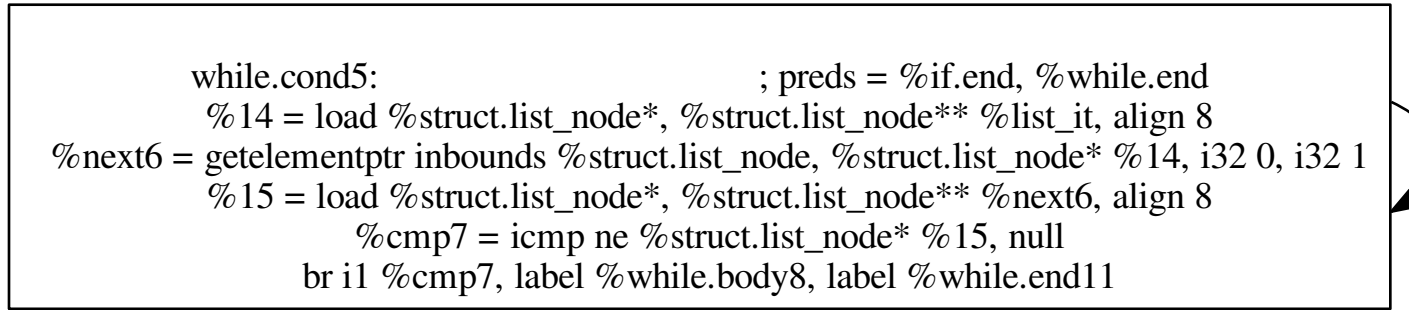 while.cond5: ; preds = %if.end, %while.end
%14 = load %struct.list_node*, %struct.list_node** %list_it, align 8
%next6 = getelementptr inbounds %struct.list_node, %struct.list_node* %14, i32 0, i32 1
%15 = load %struct.list_node*, %struct.list_node** %next6, align 8
%cmp7 = icmp ne %struct.list_node* %15, null
br i1 %cmp7, label %while.body8, label %while.end11